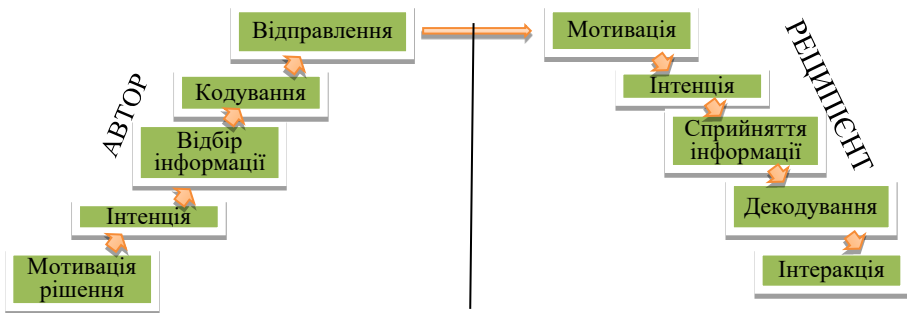 АВТОР
Відправлення
Кодування
Відбір
інформації
Інтенція
Мотивація
рішення
РЕЦИПІЄНТ
Мотивація
Інтенція
Сприйняття
інформації
Декодування
Інтеракція